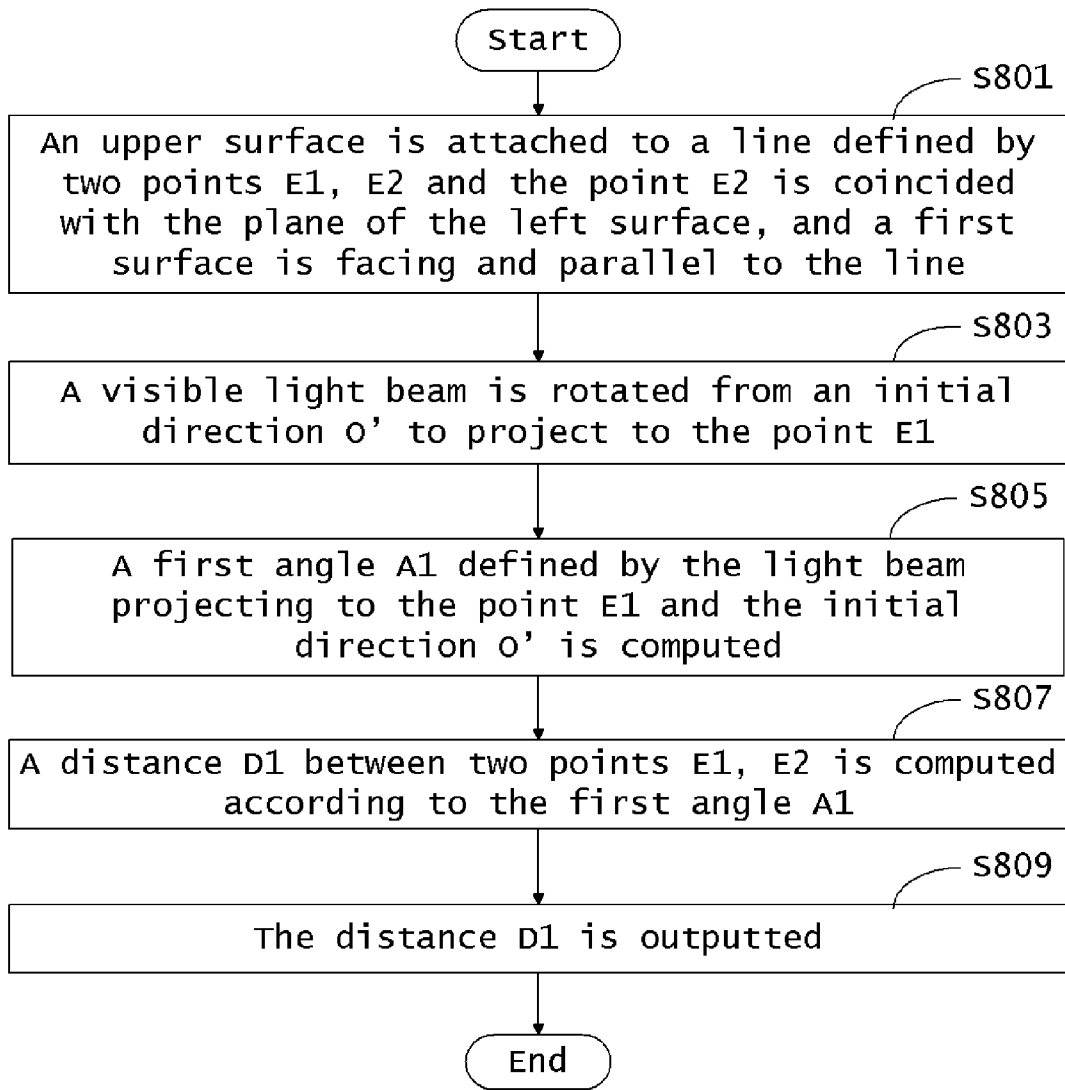 Start
S801
An upper surface is attached to a line defined by
two points E1, E2 and the point E2 is coincided
with the plane of the left surface, and a first
surface is facing and parallel to the line
S803
A visible light beam is rotated from an initial
direction O’ to project to the point E1
S805
A first angle A1 defined by the light beam
projecting to the point E1 and the initial
direction O’ is computed
S807
A distance D1 between two points E1, E2 is computed
according to the first angle A1
S809
The distance D1 is outputted
End